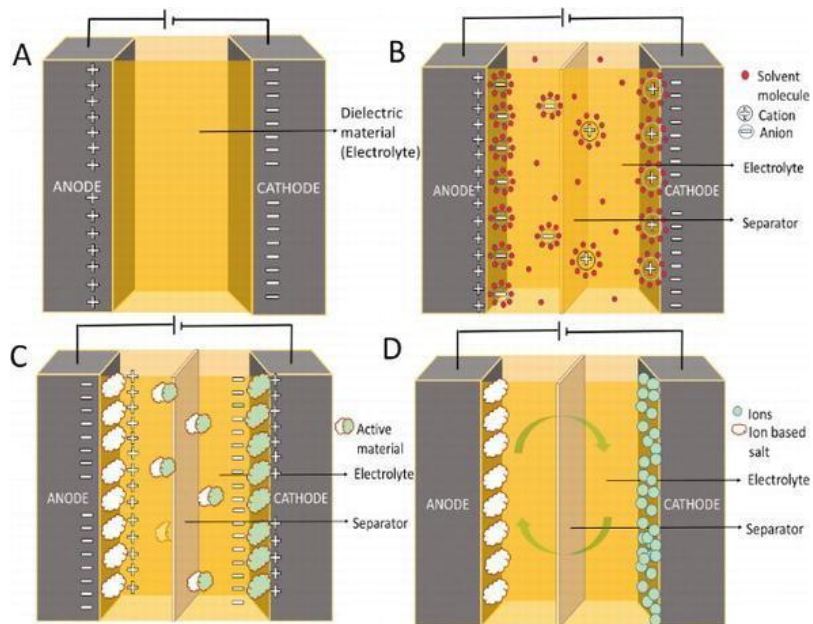 A
Dielectric
material
(Electrolyte)
ANODE
CATHODE
B
Solvent
molecule
Cation
Anion
Electrolyte
ANODE
CATHODE
Separator
C
Active
material
Electrolyte
ANODE
CATHODE
Separator
D
Ions
Ion based
salt
Electrolyte
ANODE
CATHODE
Separator